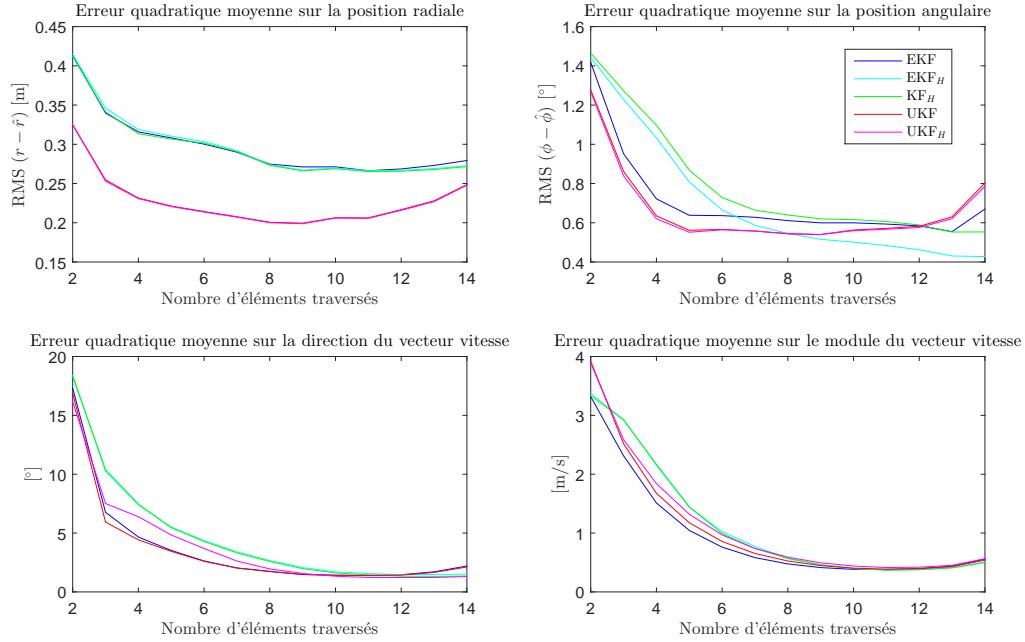 Erreur quadratique moyenne sur la position radiale
0.45
0.4
0.35
0.3
0.25
0.2
0.15
RMS (r − r̂) [m]
2 4 6 8 10 12 14
Nombre d'éléments traversés
Erreur quadratique moyenne sur la position angulaire
1.6
1.4
1.2
1
0.8
0.6
0.4
RMS (ϕ − ϕ̂) [°]
EKF
EKF_H
KF_H
UKF
UKF_H
2 4 6 8 10 12 14
Nombre d'éléments traversés
Erreur quadratique moyenne sur la direction du vecteur vitesse
20
15
10
5
0
[°]
2 4 6 8 10 12 14
Nombre d'éléments traversés
Erreur quadratique moyenne sur le module du vecteur vitesse
4
3
2
1
0
[m/s]
2 4 6 8 10 12 14
Nombre d'éléments traversés